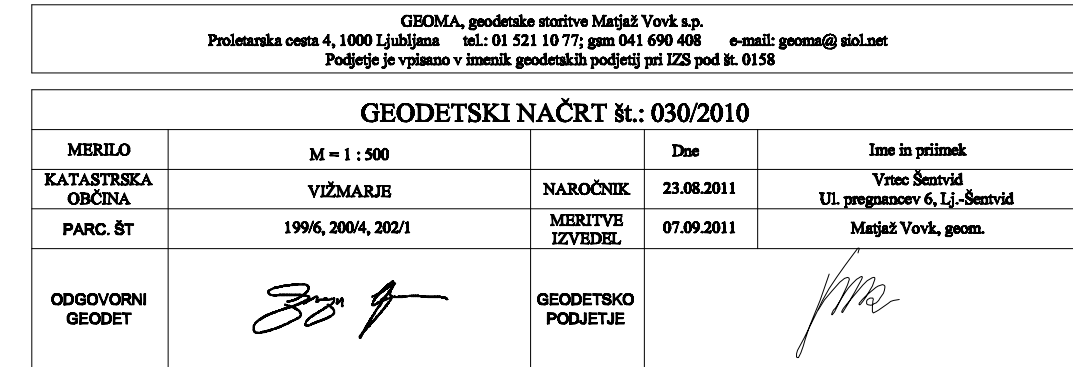 GEOMA, geodetske storitve Matjaž Vovk s.p.
Proletarska cesta 4, 1000 Ljubljana tel.: 01 521 10 77; gsm 041 690 408 e-mail: geoma@ siol.net
Podjetje je vpisano v imenik geodetskih podjetij pri IZS pod št. 0158
GEODETSKI NAČRT št.: 030/2010
MERILO M = 1 : 500 Dne Ime in priimek
KATASTRSKA OBČINA VIŽMARJE NAROČNIK 23.08.2011 Vrtec Šentvid
Ul. pregnancev 6, Lj.-Šentvid
PARC. ŠT 199/6, 200/4, 202/1 MERITVE IZVEDEL 07.09.2011 Matjaž Vovk, geom.
ODGOVORNI GEODET GEODETSKO PODJETJE